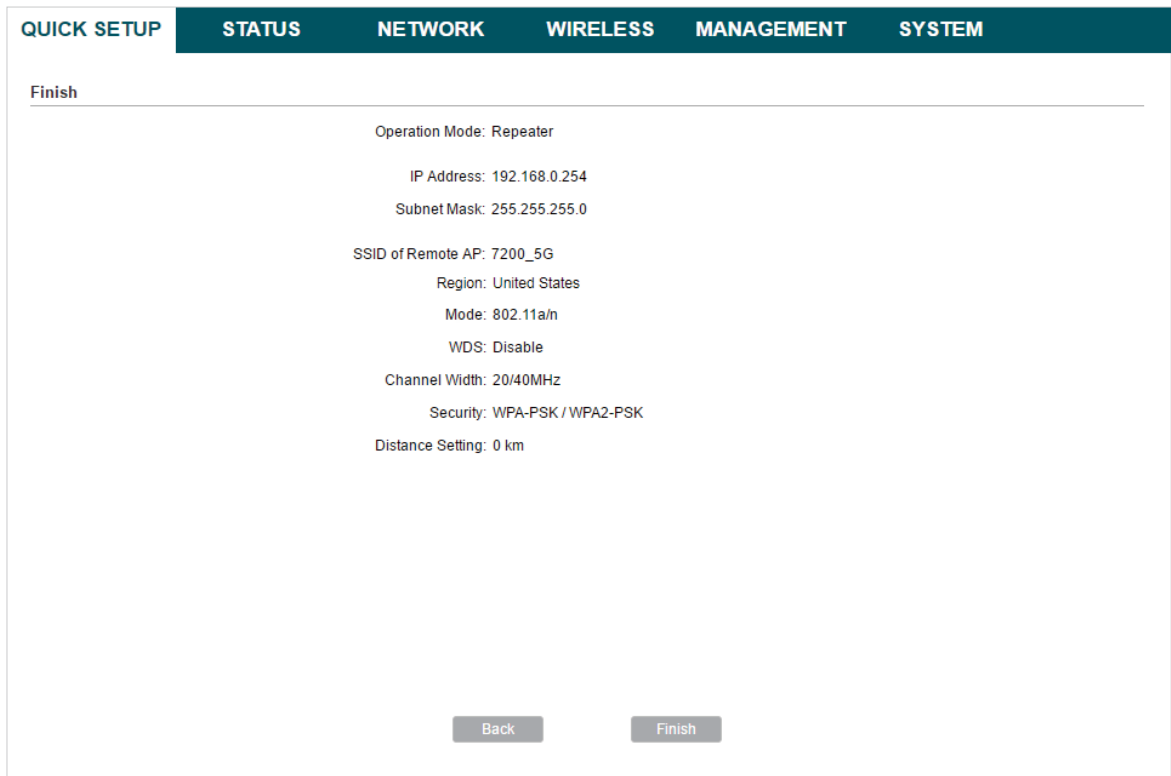 QUICK SETUP STATUS NETWORK WIRELESS MANAGEMENT SYSTEM
Finish
Operation Mode: Repeater
IP Address: 192.168.0.254
Subnet Mask: 255.255.255.0
SSID of Remote AP: 7200_5G
Region: United States
Mode: 802.11a/n
WDS: Disable
Channel Width: 20/40MHz
Security: WPA-PSK / WPA2-PSK
Distance Setting: 0 km
Back Finish